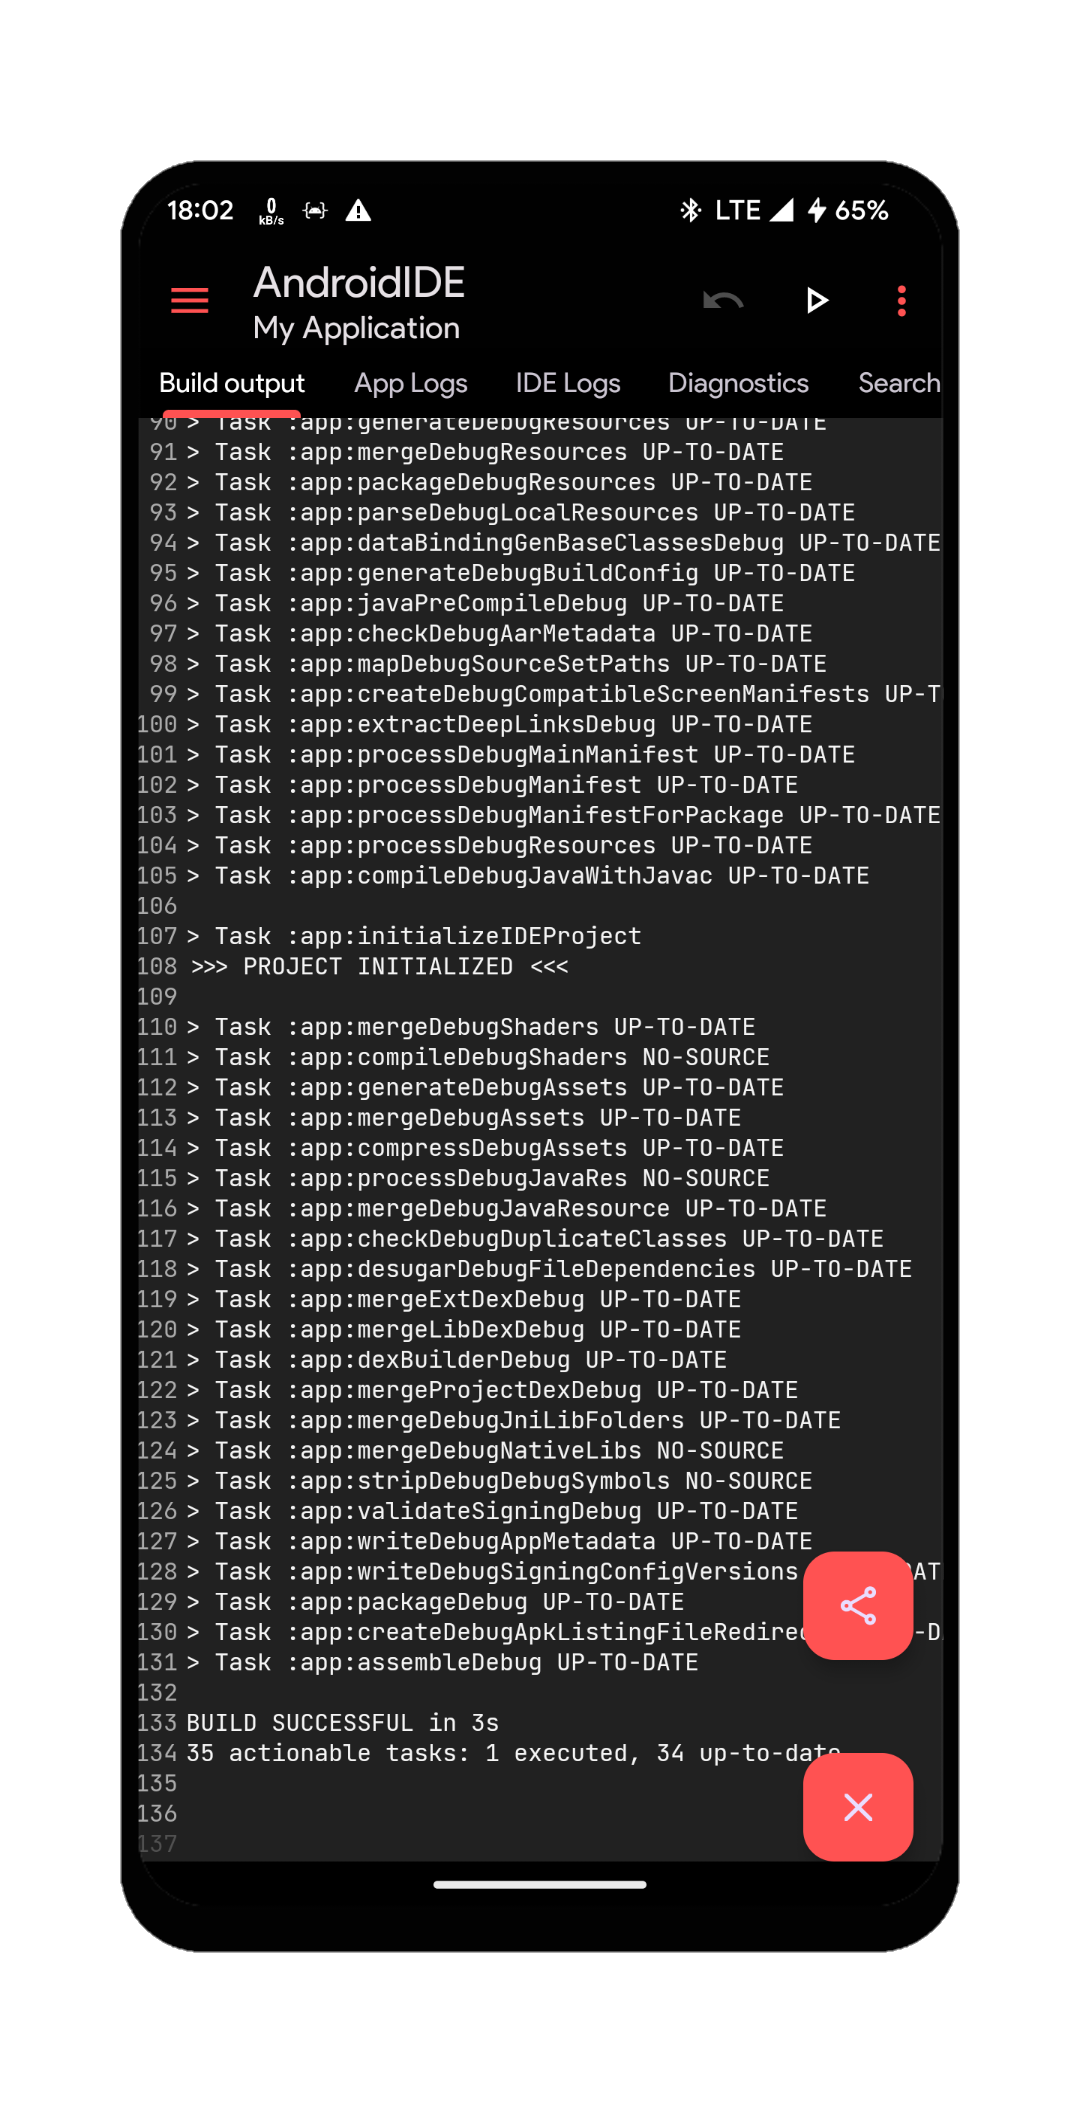 18:02 0 kB/s LTE 65%
AndroidIDE
My Application
Build output App Logs IDE Logs Diagnostics Search
90 > Task :app:generateDebugResources UP-TO-DATE
91 > Task :app:mergeDebugResources UP-TO-DATE
92 > Task :app:packageDebugResources UP-TO-DATE
93 > Task :app:parseDebugLocalResources UP-TO-DATE
94 > Task :app:dataBindingGenBaseClassesDebug UP-TO-DATE
95 > Task :app:generateDebugBuildConfig UP-TO-DATE
96 > Task :app:javaPreCompileDebug UP-TO-DATE
97 > Task :app:checkDebugAarMetadata UP-TO-DATE
98 > Task :app:mapDebugSourceSetPaths UP-TO-DATE
99 > Task :app:createDebugCompatibleScreenManifests UP-T
100 > Task :app:extractDeepLinksDebug UP-TO-DATE
101 > Task :app:processDebugMainManifest UP-TO-DATE
102 > Task :app:processDebugManifest UP-TO-DATE
103 > Task :app:processDebugManifestForPackage UP-TO-DATE
104 > Task :app:processDebugResources UP-TO-DATE
105 > Task :app:compileDebugJavaWithJavac UP-TO-DATE
106
107 > Task :app:initializeIDEProject
108 >>> PROJECT INITIALIZED <<<
109
110 > Task :app:mergeDebugShaders UP-TO-DATE
111 > Task :app:compileDebugShaders NO-SOURCE
112 > Task :app:generateDebugAssets UP-TO-DATE
113 > Task :app:mergeDebugAssets UP-TO-DATE
114 > Task :app:compressDebugAssets UP-TO-DATE
115 > Task :app:processDebugJavaRes NO-SOURCE
116 > Task :app:mergeDebugJavaResource UP-TO-DATE
117 > Task :app:checkDebugDuplicateClasses UP-TO-DATE
118 > Task :app:desugarDebugFileDependencies UP-TO-DATE
119 > Task :app:mergeExtDexDebug UP-TO-DATE
120 > Task :app:mergeLibDexDebug UP-TO-DATE
121 > Task :app:dexBuilderDebug UP-TO-DATE
122 > Task :app:mergeProjectDexDebug UP-TO-DATE
123 > Task :app:mergeDebugJniLibFolders UP-TO-DATE
124 > Task :app:mergeDebugNativeLibs NO-SOURCE
125 > Task :app:stripDebugDebugSymbols NO-SOURCE
126 > Task :app:validateSigningDebug UP-TO-DATE
127 > Task :app:writeDebugAppMetadata UP-TO-DATE
128 > Task :app:writeDebugSigningConfigVersions
129 > Task :app:packageDebug UP-TO-DATE
130 > Task :app:createDebugApkListingFileRedirec
131 > Task :app:assembleDebug UP-TO-DATE
132
133 BUILD SUCCESSFUL in 3s
134 35 actionable tasks: 1 executed, 34 up-to-date
135
136
137